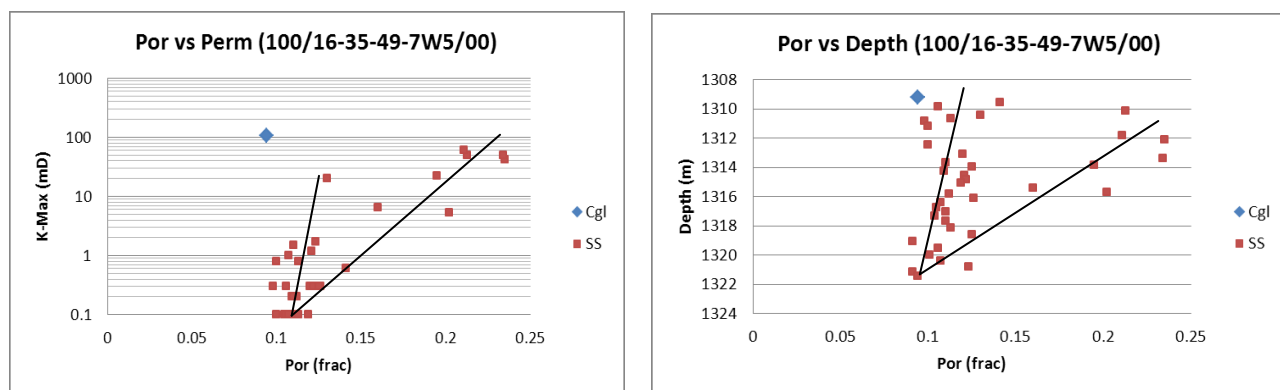 Por vs Perm (100/16-35-49-7W5/00)
1000
100
10
1
0.1
K-Max (mD)
0
0.05
0.1
0.15
0.2
0.25
Por (frac)
Cgl
SS
Por vs Depth (100/16-35-49-7W5/00)
1308
1310
1312
1314
1316
1318
1320
1322
1324
Depth (m)
0
0.05
0.1
0.15
0.2
0.25
Por (frac)
Cgl
SS